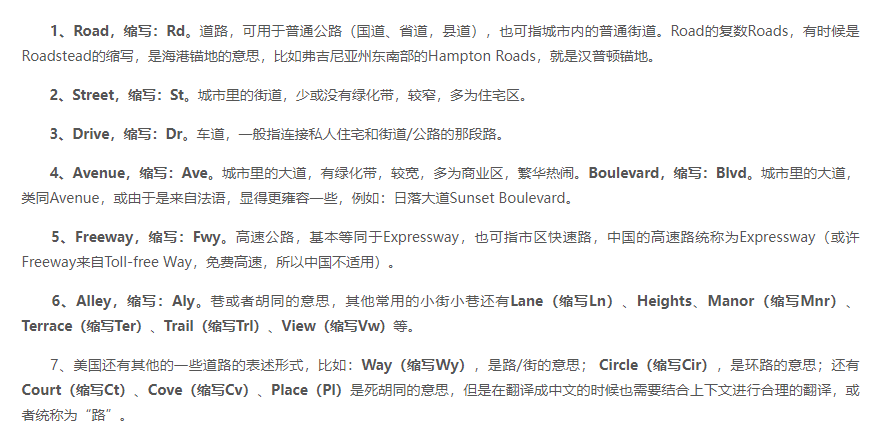 1、Road，缩写：Rd。道路，可用于普通公路（国道、省道，县道），也可指城市内的普通街道。Road的复数Roads，有时候是
Roadstead的缩写，是海港锚地的意思，比如弗吉尼亚州东南部的Hampton Roads，就是汉普顿锚地。
2、Street，缩写：St。城市里的街道，少或没有绿化带，较窄，多为住宅区。
3、Drive，缩写：Dr。车道，一般指连接私人住宅和街道/公路的那段路。
4、Avenue，缩写：Ave。城市里的大道，有绿化带，较宽，多为商业区，繁华热闹。Boulevard，缩写：Blvd。城市里的大道，
类同Avenue，或由于是来自法语，显得更雍容一些，例如：日落大道Sunset Boulevard。
5、Freeway，缩写：Fwy。高速公路，基本等同于Expressway，也可指市区快速路，中国的高速路统称为Expressway（或许
Freeway来自Toll-free Way，免费高速，所以中国不适用）。
6、Alley，缩写：Aly。巷或者胡同的意思，其他常用的小街小巷还有Lane（缩写Ln）、Heights、Manor（缩写Mnr）、
Terrace（缩写Ter）、Trail（缩写Trl）、View（缩写Vw）等。
7、美国还有其他的一些道路的表述形式，比如：Way（缩写Wy），是路/街的意思； Circle（缩写Cir），是环路的意思；还有
Court（缩写Ct）、Cove（缩写Cv）、Place（Pl）是死胡同的意思，但是在翻译成中文的时候也需要结合上下文进行合理的翻译，或
者统称为“路”。